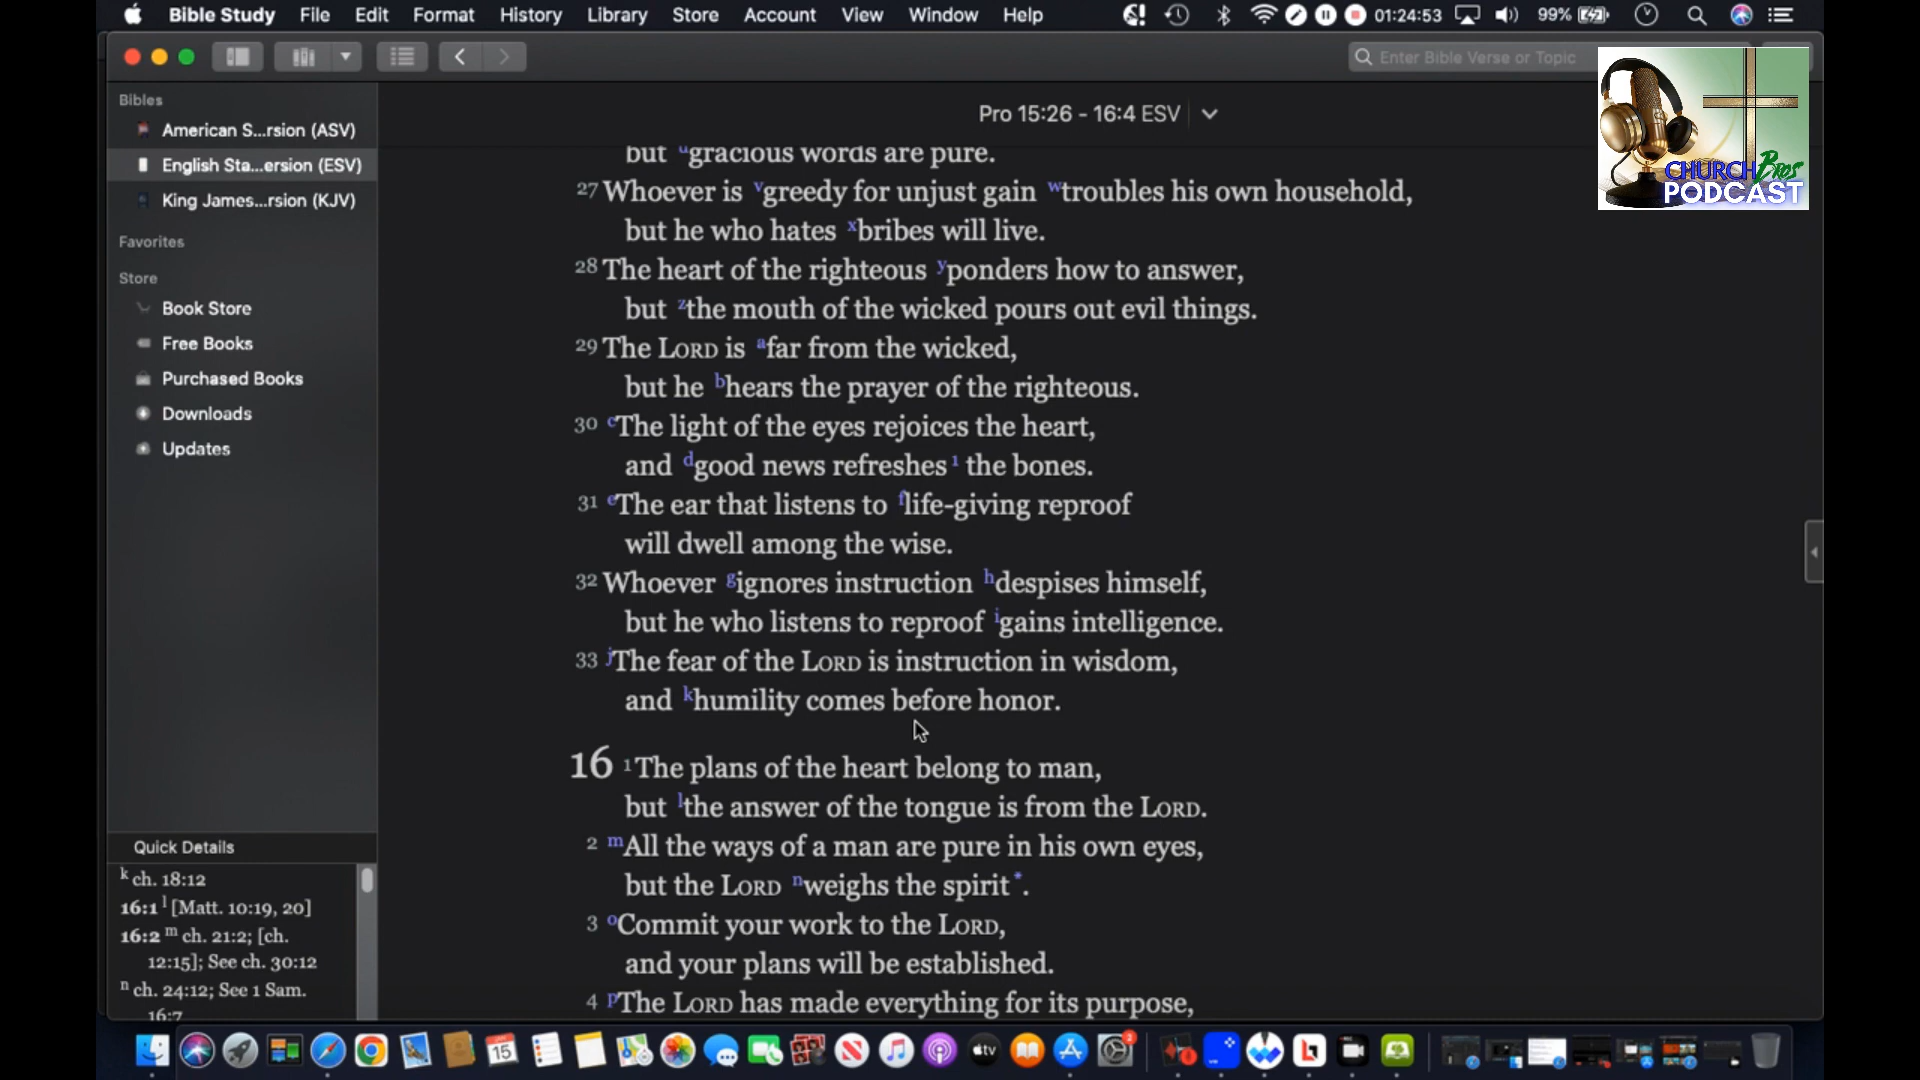 Bible Study File Edit Format History Library Store Account View Window Help 01:24:53 99%
Enter Bible Verse or Topic
CHURCH Bros
PODCAST
Bibles
American S...rsion (ASV)
English Sta...ersion (ESV)
King James...rsion (KJV)
Favorites
Store
Book Store
Free Books
Purchased Books
Downloads
Updates
Quick Details
k ch. 18:12
16:1 l [Matt. 10:19, 20]
16:2 m ch. 21:2; [ch.
12:15]; See ch. 30:12
n ch. 24:12; See 1 Sam.
16:7
Pro 15:26 - 16:4 ESV
but u gracious words are pure.
27 Whoever is v greedy for unjust gain w troubles his own household,
but he who hates x bribes will live.
28 The heart of the righteous y ponders how to answer,
but z the mouth of the wicked pours out evil things.
29 The LORD is a far from the wicked,
but he b hears the prayer of the righteous.
30 c The light of the eyes rejoices the heart,
and d good news refreshes 1 the bones.
31 e The ear that listens to f life-giving reproof
will dwell among the wise.
32 Whoever g ignores instruction h despises himself,
but he who listens to reproof i gains intelligence.
33 j The fear of the LORD is instruction in wisdom,
and k humility comes before honor.
16 1 The plans of the heart belong to man,
but l the answer of the tongue is from the LORD.
2 m All the ways of a man are pure in his own eyes,
but the LORD n weighs the spirit *.
3 o Commit your work to the LORD,
and your plans will be established.
4 p The LORD has made everything for its purpose,
15
tv
2